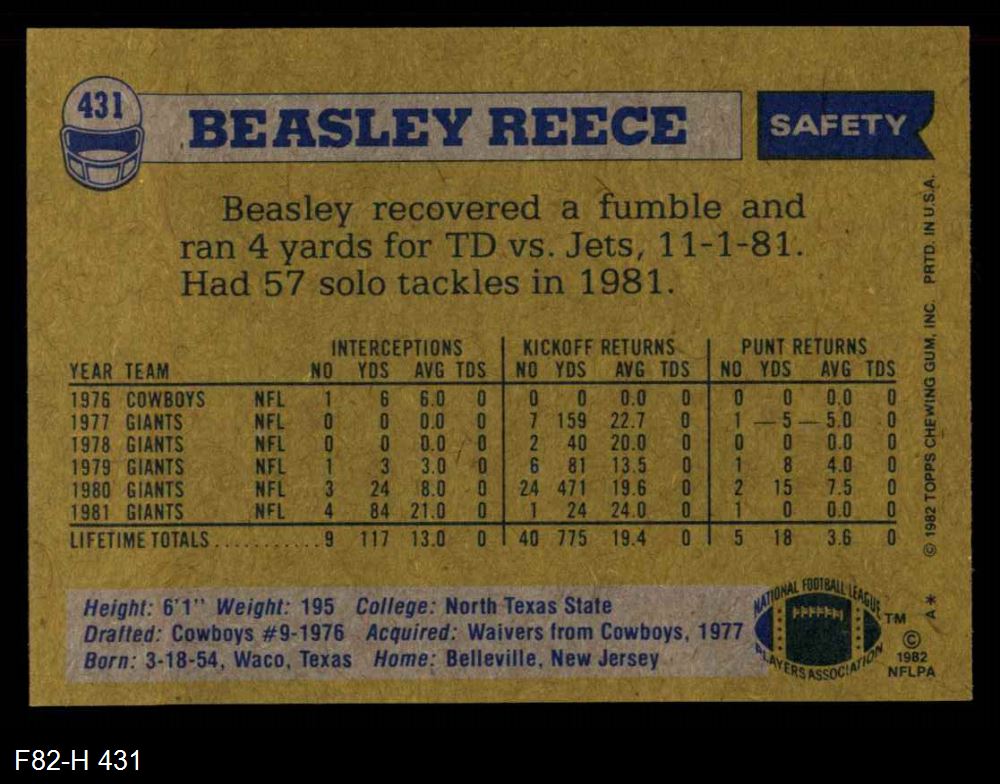 431
BEASLEY REECE
SAFETY
Beasley recovered a fumble and
ran 4 yards for TD vs. Jets, 11-1-81.
Had 57 solo tackles in 1981.
INTERCEPTIONS KICKOFF RETURNS PUNT RETURNS
YEAR TEAM NO YDS AVG TDS NO YDS AVG TDS NO YDS AVG TDS
1976 COWBOYS NFL 1 6 6.0 0 0 0 0.0 0 0 0 0.0 0
1977 GIANTS NFL 0 0 0.0 0 7 159 22.7 0 1 —5 —5.0 0
1978 GIANTS NFL 0 0 0.0 0 2 40 20.0 0 0 0 0.0 0
1979 GIANTS NFL 1 3 3.0 0 6 81 13.5 0 1 8 4.0 0
1980 GIANTS NFL 3 24 8.0 0 24 471 19.6 0 2 15 7.5 0
1981 GIANTS NFL 4 84 21.0 0 1 24 24.0 0 1 0 0.0 0
LIFETIME TOTALS............9 117 13.0 0 40 775 19.4 0 5 18 3.6 0
Height: 6'1" Weight: 195 College: North Texas State
Drafted: Cowboys #9-1976 Acquired: Waivers from Cowboys, 1977
Born: 3-18-54, Waco, Texas Home: Belleville, New Jersey
NATIONAL FOOTBALL LEAGUE
PLAYERS ASSOCIATION
TM
©
1982
NFLPA
A*
© 1982 TOPPS CHEWING GUM, INC. PRTD. IN U.S.A.
F82-H 431